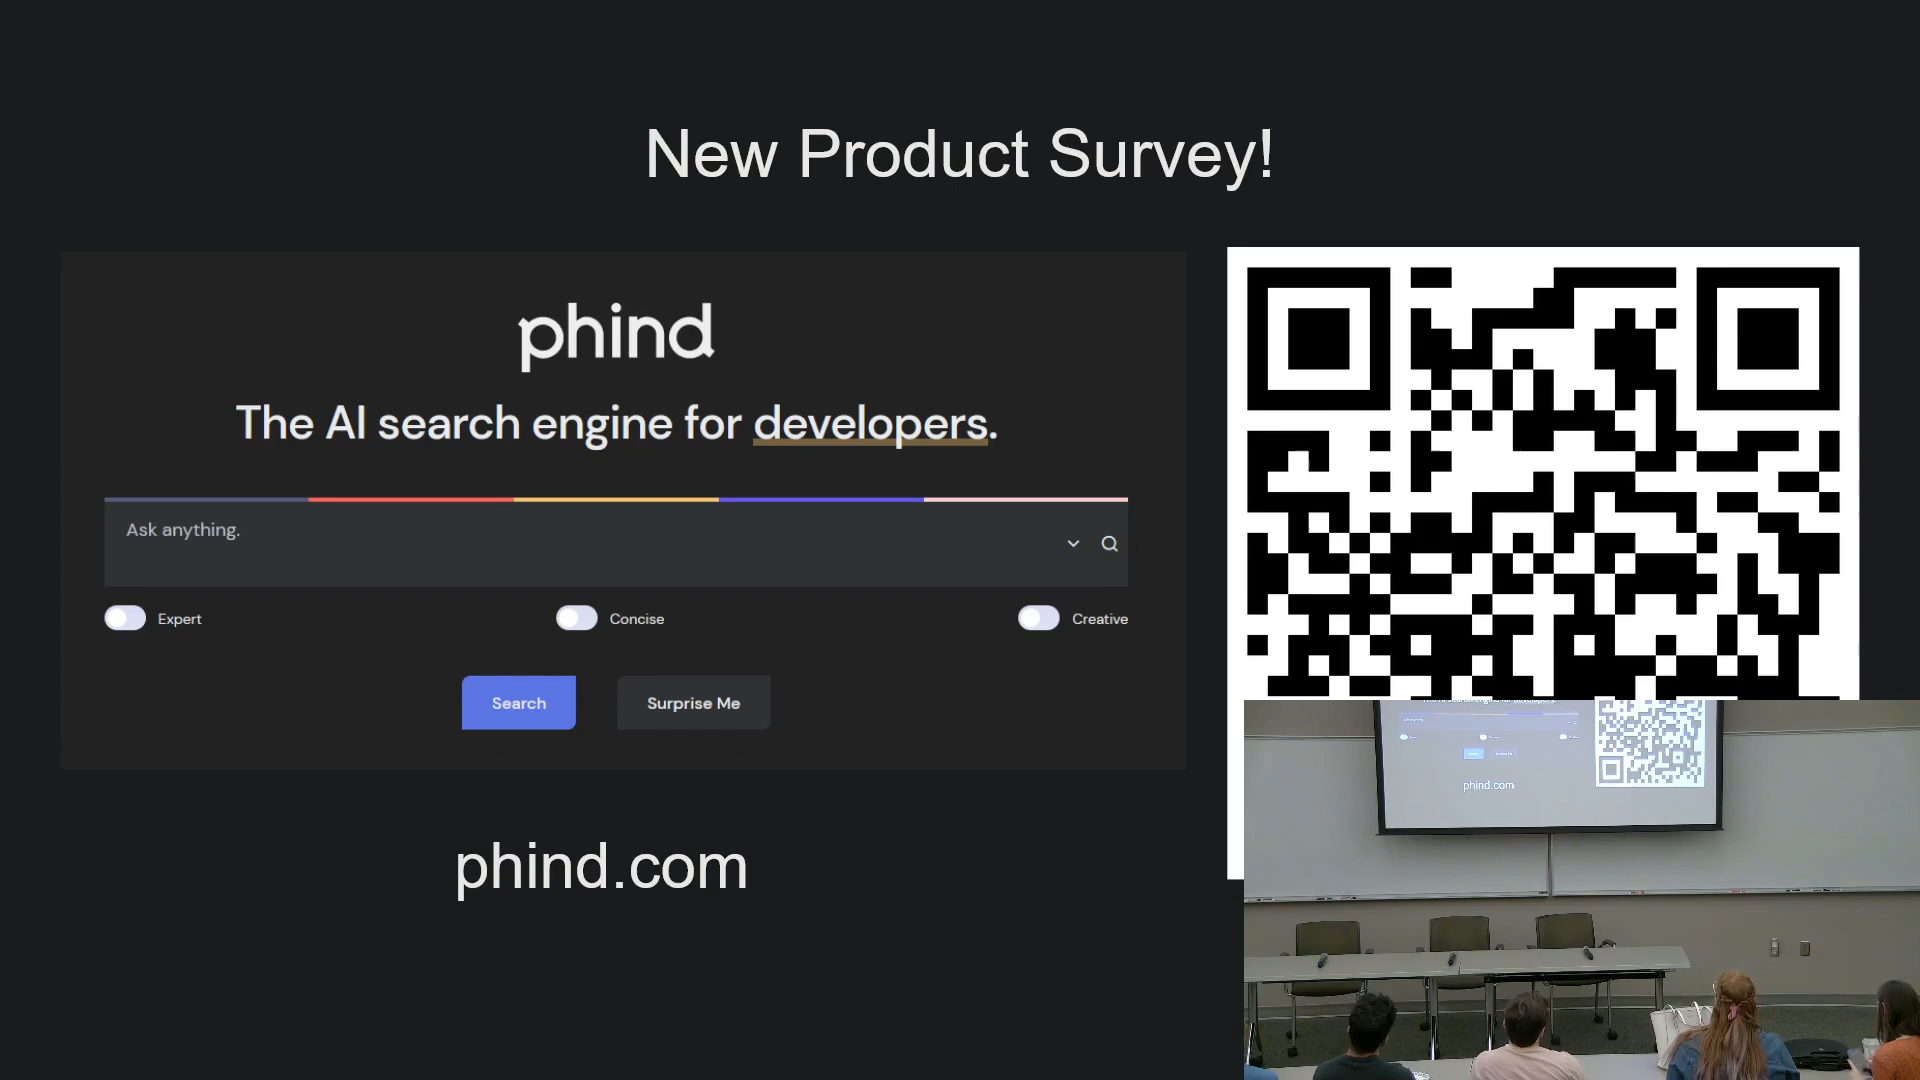 New Product Survey!
phind
The AI search engine for developers.
Ask anything.
Expert
Concise
Creative
Search
Surprise Me
phind.com
phind.com